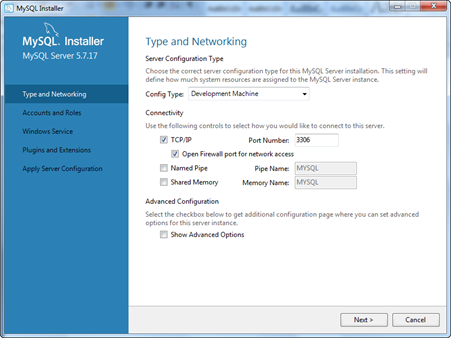 MySQL Installer
MySQL. Installer
MySQL Server 5.7.17
Type and Networking
Accounts and Roles
Windows Service
Plugins and Extensions
Apply Server Configuration
Type and Networking
Server Configuration Type
Choose the correct server configuration type for this MySQL Server installation. This setting will
define how much system resources are assigned to the MySQL Server instance.
Config Type: Development Machine
Connectivity
Use the following controls to select how you would like to connect to this server.
TCP/IP Port Number: 3306
Open Firewall port for network access
Named Pipe Pipe Name: MYSQL
Shared Memory Memory Name: MYSQL
Advanced Configuration
Select the checkbox below to get additional configuration page where you can set advanced
options for this server instance.
Show Advanced Options
Next > Cancel